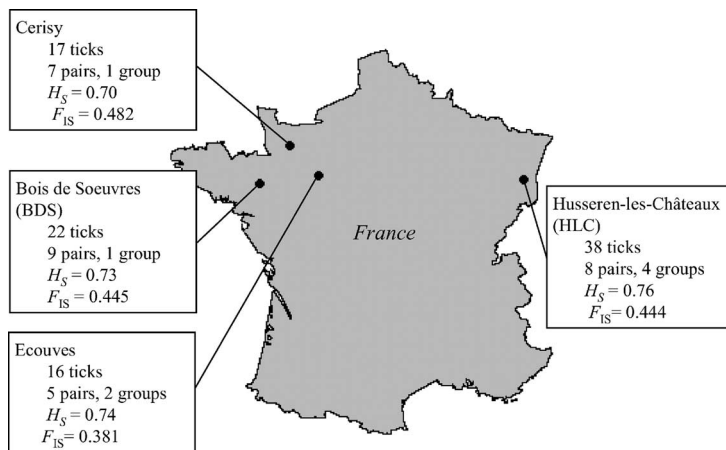 Cerisy
17 ticks
7 pairs, 1 group
H_S = 0.70
F_IS = 0.482
Bois de Soeuvres
(BDS)
22 ticks
9 pairs, 1 group
H_S = 0.73
F_IS = 0.445
Ecouves
16 ticks
5 pairs, 2 groups
H_S = 0.74
F_IS= 0.381
France
Husseren-les-Châteaux
(HLC)
38 ticks
8 pairs, 4 groups
H_S = 0.76
F_IS= 0.444